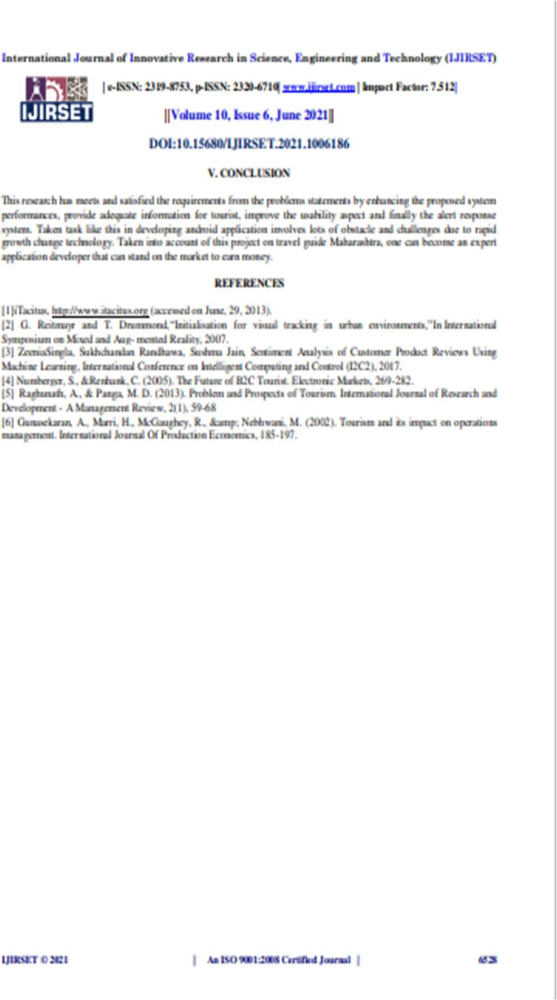 International Journal of Innovative Research in Science, Engineering and Technology (IJIRSET)
| e-ISSN: 2319-8753, p-ISSN: 2320-6710| www.ijirset.com | Impact Factor: 7.512|
IJIRSET
||Volume 10, Issue 6, June 2021||
DOI:10.15680/IJIRSET.2021.1006186
V. CONCLUSION
This research has meets and satisfied the requirements from the problems statements by enhancing the proposed system
performances, provide adequate information for tourist, improve the usability aspect and finally the alert response
system. Taken task like this in developing android application involves lots of obstacle and challenges due to rapid
growth change technology. Taken into account of this project on travel guide Maharashtra, one can become an expert
application developer that can stand on the market to earn money.
REFERENCES
[1]iTacitus, http://www.itacitus.org (accessed on June, 29, 2013).
[2] G. Reitmayr and T. Drummond,“Initialisation for visual tracking in urban environments,”In International
Symposium on Mixed and Aug- mented Reality, 2007.
[3] ZeeniaSingla, Sukhchandan Randhawa, Sushma Jain, Sentiment Analysis of Customer Product Reviews Using
Machine Learning, International Conference on Intelligent Computing and Control (I2C2), 2017.
[4] S., & C. (2005). The Future of B2C Tourist. Electronic Markets, 269-282.
[5] Raghunath, A., & Panga, M. D. (2013). Problem and Prospects of Tourism. International Journal of Research and
Development - A Management Review, 2(1), 59-68
[6] A., Marri, H., McGaughey, R., &amp; Nebhwani, M. (2002). Tourism and its impact on operations
management. International Journal Of Production Economics, 185-197.
IJIRSET © 2021 | An ISO 9001:2008 Certified Journal | 6528